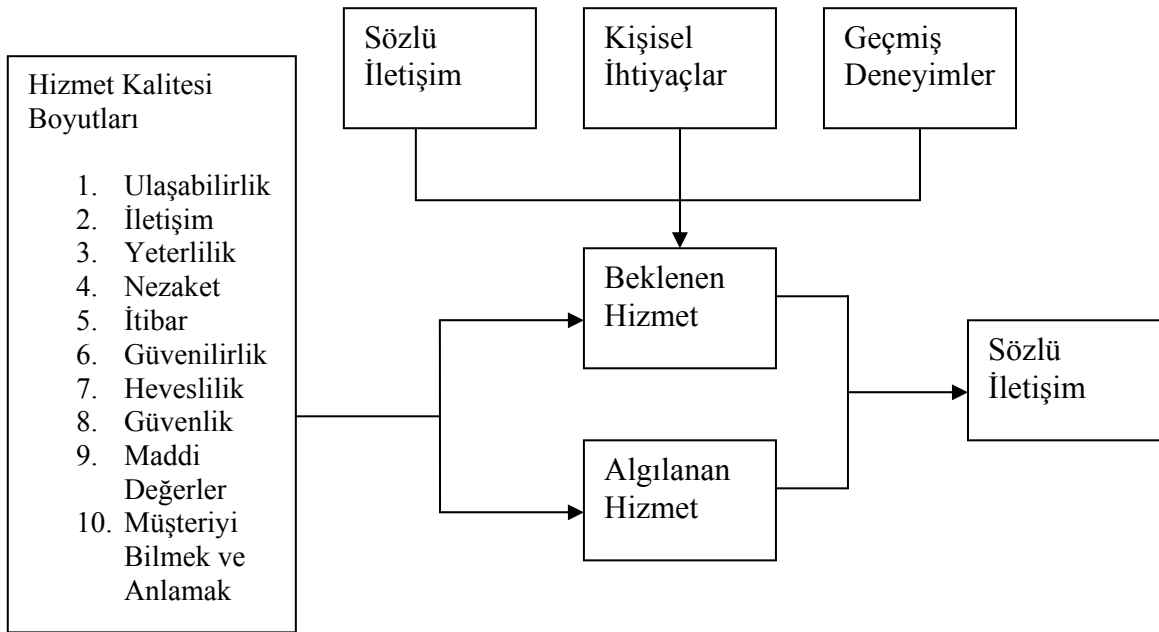 Sözlü
İletişim
Kişisel
İhtiyaçlar
Geçmiş
Deneyimler
Hizmet Kalitesi
Boyutları
1. Ulaşabilirlik
2. İletişim
3. Yeterlilik
4. Nezaket
5. İtibar
6. Güvenilirlik
7. Heveslilik
8. Güvenlik
9. Maddi
Değerler
10. Müşteriyi
Bilmek ve
Anlamak
Beklenen
Hizmet
Algılanan
Hizmet
Sözlü
İletişim